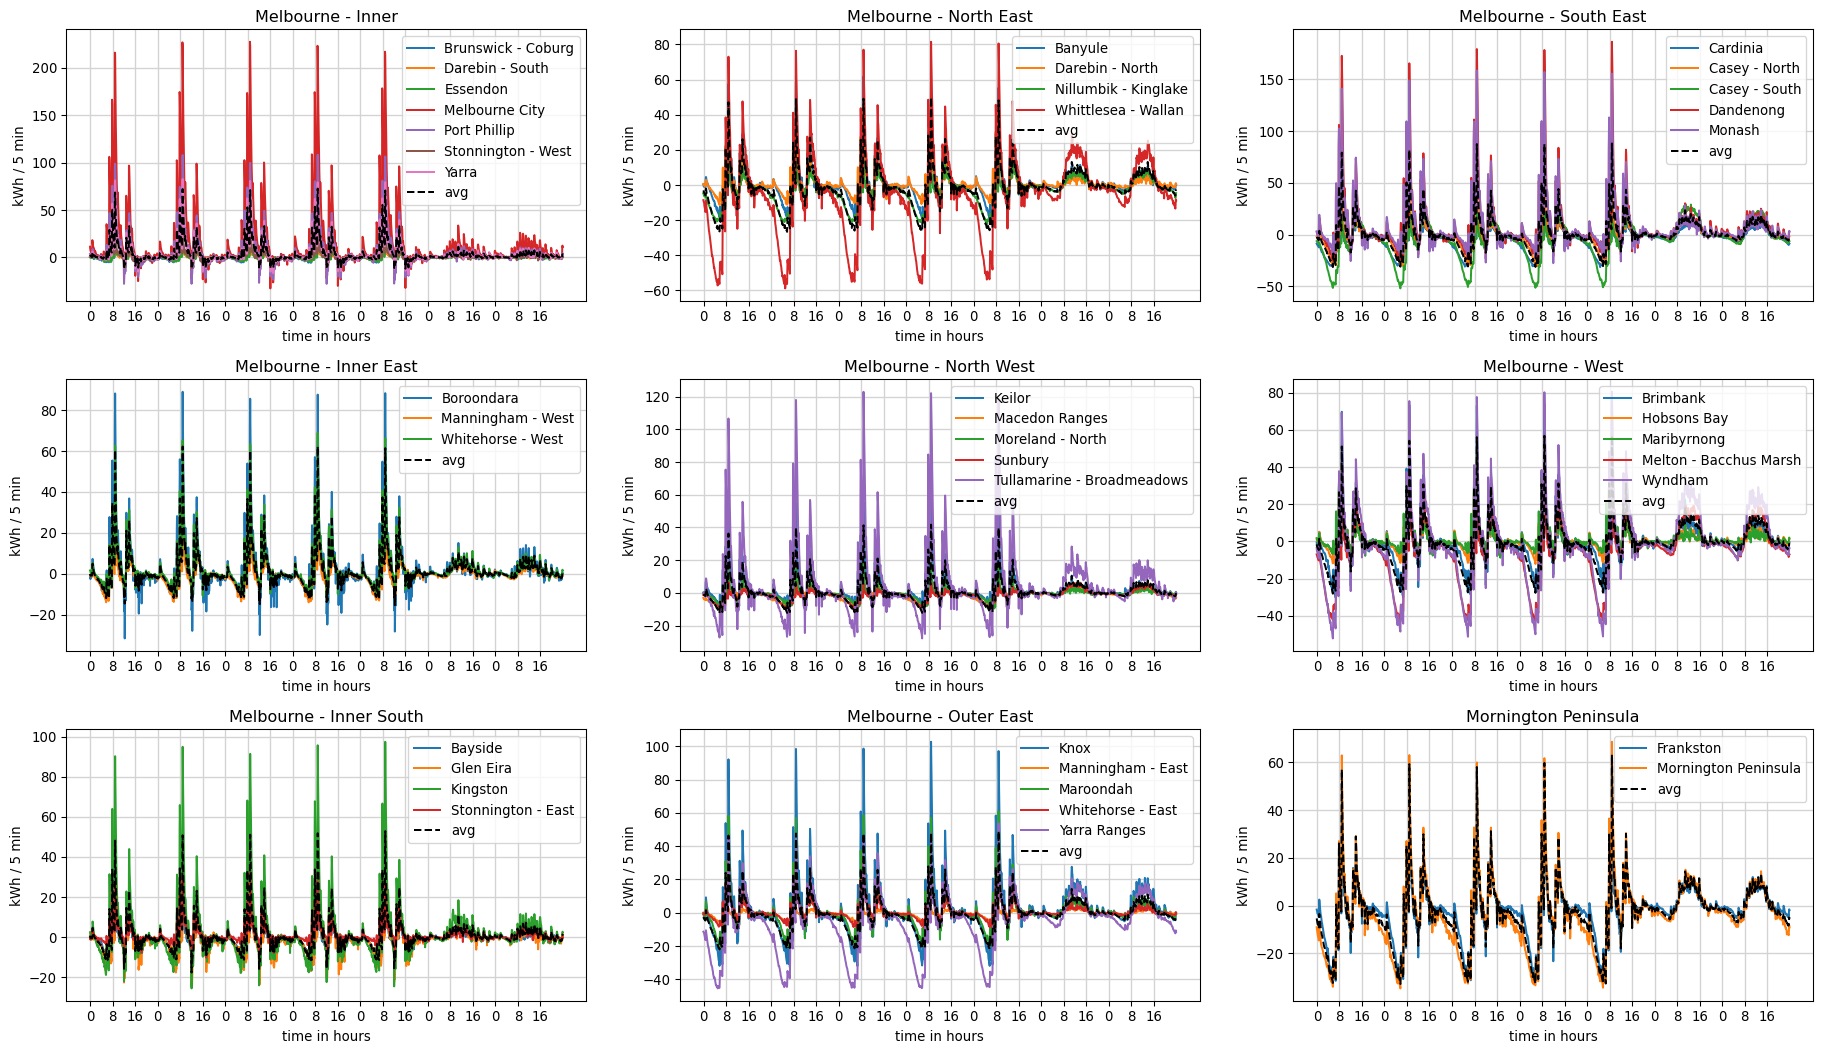 Melbourne - Inner
kWh / 5 min
200
150
100
50
0
0 8 16 0 8 16 0 8 16 0 8 16 0 8 16 0 8 16 0 8 16
time in hours
Brunswick - Coburg
Darebin - South
Essendon
Melbourne City
Port Phillip
Stonnington - West
Yarra
avg
Melbourne - North East
kWh / 5 min
80
60
40
20
0
−20
−40
−60
0 8 16 0 8 16 0 8 16 0 8 16 0 8 16 0 8 16 0 8 16
time in hours
Banyule
Darebin - North
Nillumbik - Kinglake
Whittlesea - Wallan
avg
Melbourne - South East
kWh / 5 min
150
100
50
0
−50
0 8 16 0 8 16 0 8 16 0 8 16 0 8 16 0 8 16 0 8 16
time in hours
Cardinia
Casey - North
Casey - South
Dandenong
Monash
avg
Melbourne - Inner East
kWh / 5 min
80
60
40
20
0
−20
0 8 16 0 8 16 0 8 16 0 8 16 0 8 16 0 8 16 0 8 16
time in hours
Boroondara
Manningham - West
Whitehorse - West
avg
Melbourne - North West
kWh / 5 min
120
100
80
60
40
20
0
−20
0 8 16 0 8 16 0 8 16 0 8 16 0 8 16 0 8 16 0 8 16
time in hours
Keilor
Macedon Ranges
Moreland - North
Sunbury
Tullamarine - Broadmeadows
avg
Melbourne - West
kWh / 5 min
80
60
40
20
0
−20
−40
0 8 16 0 8 16 0 8 16 0 8 16 0 8 16 0 8 16 0 8 16
time in hours
Brimbank
Hobsons Bay
Maribyrnong
Melton - Bacchus Marsh
Wyndham
avg
Melbourne - Inner South
kWh / 5 min
100
80
60
40
20
0
−20
0 8 16 0 8 16 0 8 16 0 8 16 0 8 16 0 8 16 0 8 16
time in hours
Bayside
Glen Eira
Kingston
Stonnington - East
avg
Melbourne - Outer East
kWh / 5 min
100
80
60
40
20
0
−20
−40
0 8 16 0 8 16 0 8 16 0 8 16 0 8 16 0 8 16 0 8 16
time in hours
Knox
Manningham - East
Maroondah
Whitehorse - East
Yarra Ranges
avg
Mornington Peninsula
kWh / 5 min
60
40
20
0
−20
0 8 16 0 8 16 0 8 16 0 8 16 0 8 16 0 8 16 0 8 16
time in hours
Frankston
Mornington Peninsula
avg